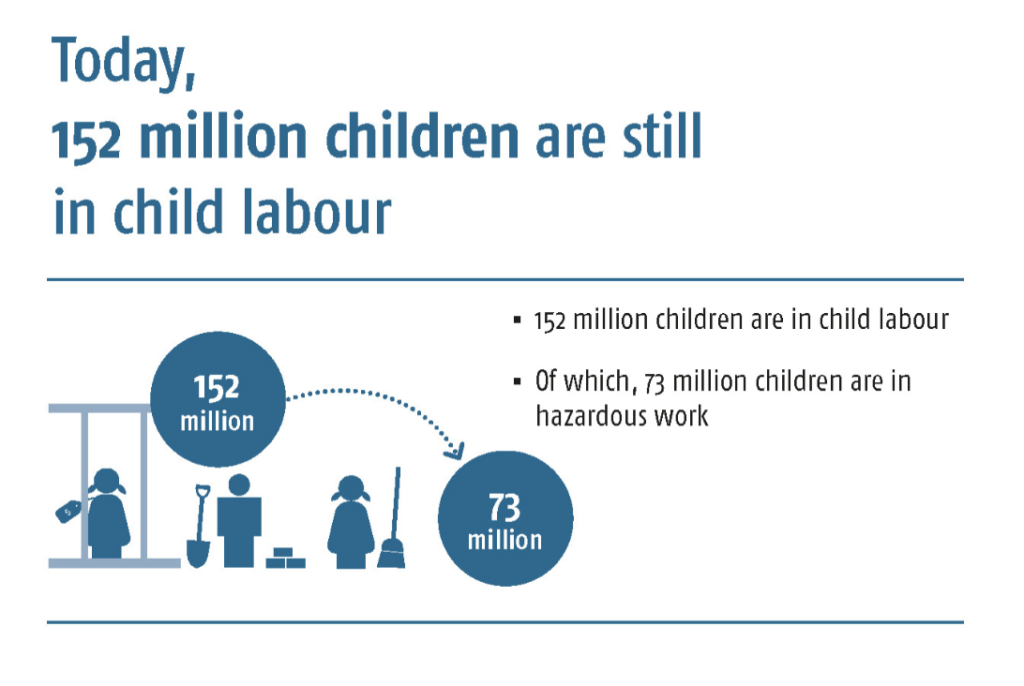 Today,
152 million children are still
in child labour
▪ 152 million children are in child labour
▪ Of which, 73 million children are in
hazardous work
152
million
73
million
$